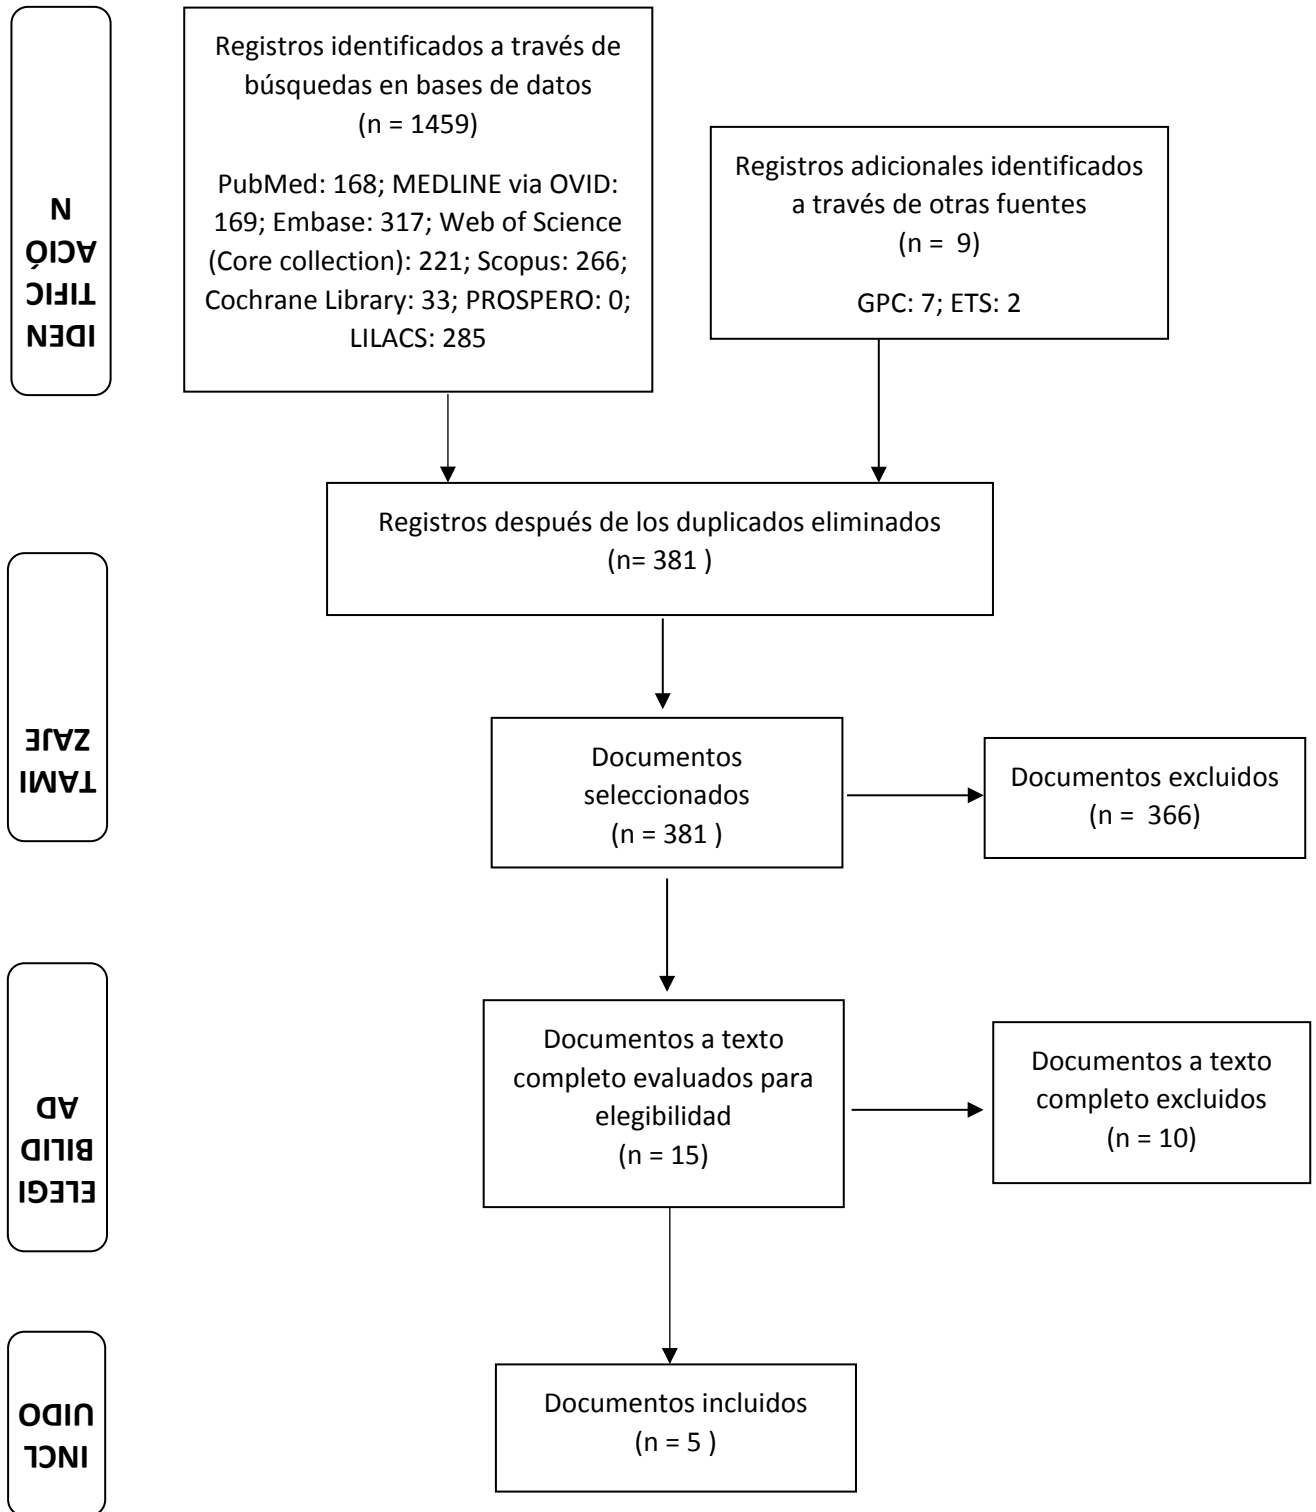 IDEN
TIFIC
ACIÓ
N
Registros identificados a través de
búsquedas en bases de datos
(n = 1459)
PubMed: 168; MEDLINE via OVID:
169; Embase: 317; Web of Science
(Core collection): 221; Scopus: 266;
Cochrane Library: 33; PROSPERO: 0;
LILACS: 285
Registros adicionales identificados
a través de otras fuentes
(n =  9)
GPC: 7; ETS: 2
Registros después de los duplicados eliminados
(n= 381 )
TAMI
ZAJE
Documentos
seleccionados
(n = 381 )
Documentos excluidos
(n =  366)
ELEGI
BILID
AD
Documentos a texto
completo evaluados para
elegibilidad
(n = 15)
Documentos a texto
completo excluidos
(n = 10)
INCL
UIDO
Documentos incluidos
(n = 5 )